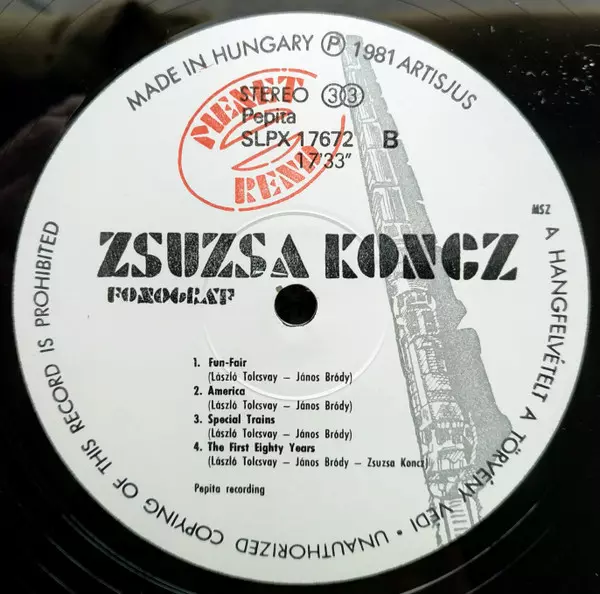 MADE IN HUNGARY Ⓟ 1981 ARTISJUS
STEREO 33
Pepita
SLPX 17672 B
17'33"
MENET
REND
MSZ
ZSUZSA KONCZ
FONOGRAF
1. Fun-Fair
(László Tolcsvay – János Bródy)
2. America
(László Tolcsvay – János Bródy)
3. Special Trains
(László Tolcsvay – János Bródy)
4. The First Eighty Years
(László Tolcsvay – János Bródy – Zsuzsa Koncz)
Pepita recording
A HANGFELVÉTELT A TÖRVÉNY VÉDI • UNAUTHORIZED COPYING OF THIS RECORD IS PROHIBITED